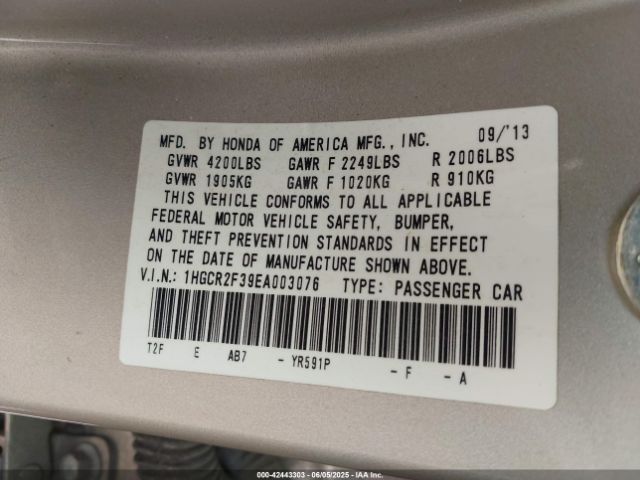 MFD. BY HONDA OF AMERICA MFG., INC. 09/'13
GVWR 4200LBS GAWR F 2249LBS R 2006LBS
GVWR 1905KG GAWR F 1020KG R 910KG
THIS VEHICLE CONFORMS TO ALL APPLICABLE
FEDERAL MOTOR VEHICLE SAFETY, BUMPER,
AND THEFT PREVENTION STANDARDS IN EFFECT
ON THE DATE OF MANUFACTURE SHOWN ABOVE.
V.I.N.: 1HGCR2F39EA003076 TYPE: PASSENGER CAR
T2F E AB7 - YR591P - F - A
000-42443303 - 06/05/2025 - IAAI.COM